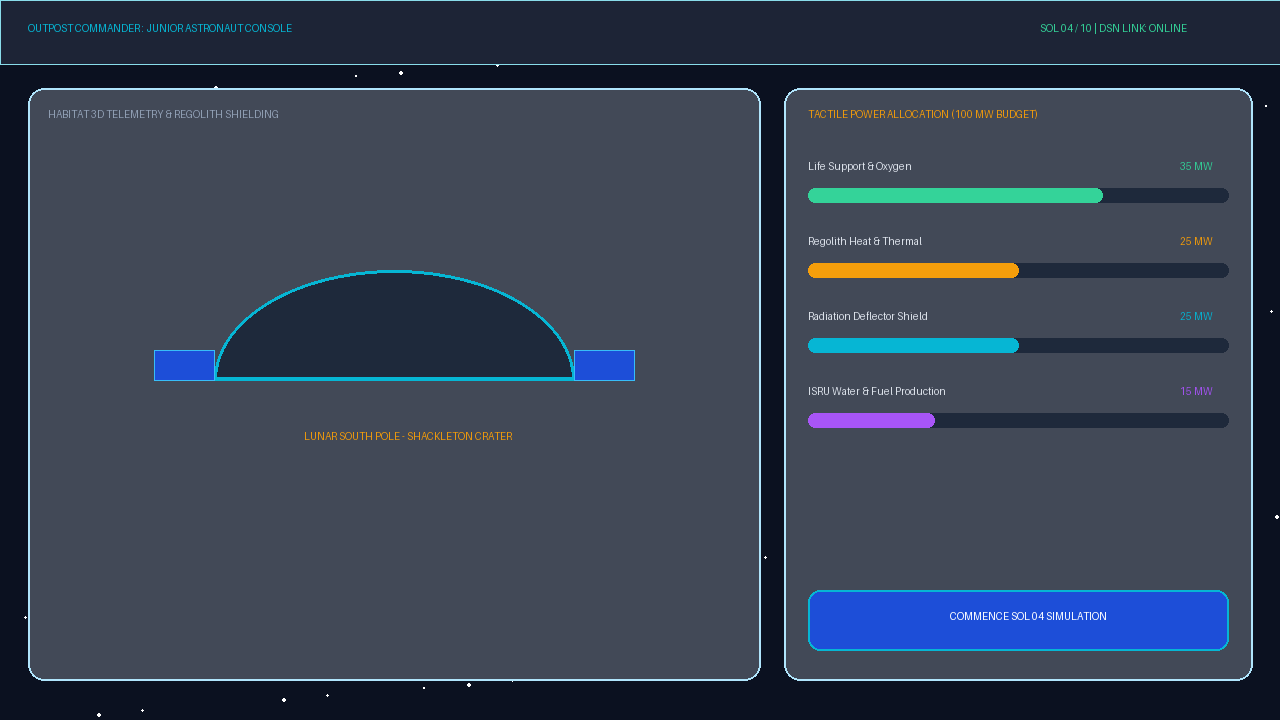 OUTPOST COMMANDER: JUNIOR ASTRONAUT CONSOLE
SOL 04 / 10 | DSN LINK: ONLINE
HABITAT 3D TELEMETRY & REGOLITH SHIELDING
LUNAR SOUTH POLE - SHACKLETON CRATER
TACTILE POWER ALLOCATION (100 MW BUDGET)
Life Support & Oxygen 35 MW
Regolith Heat & Thermal 25 MW
Radiation Deflector Shield 25 MW
ISRU Water & Fuel Production 15 MW
COMMENCE SOL 04 SIMULATION